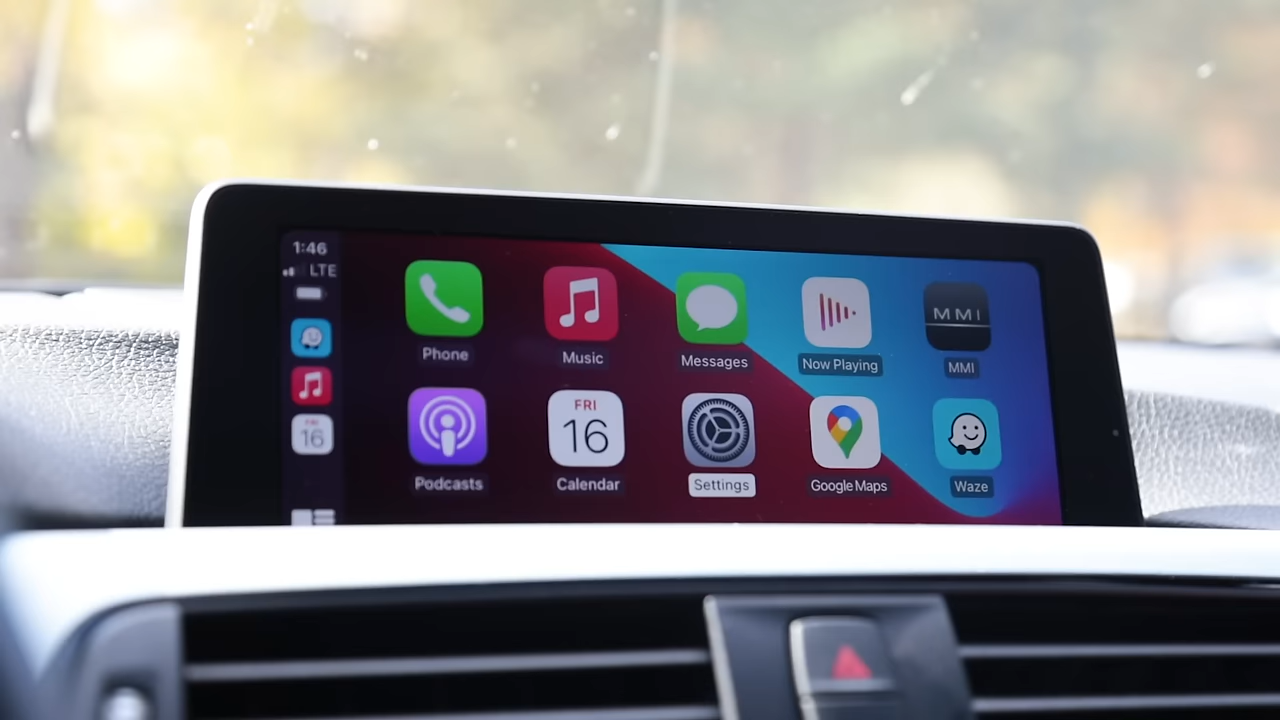 1:46
LTE
Phone
Music
Messages
Now Playing
MMI
MMI
FRI
16
FRI
16
Podcasts
Calendar
Settings
Google Maps
Waze